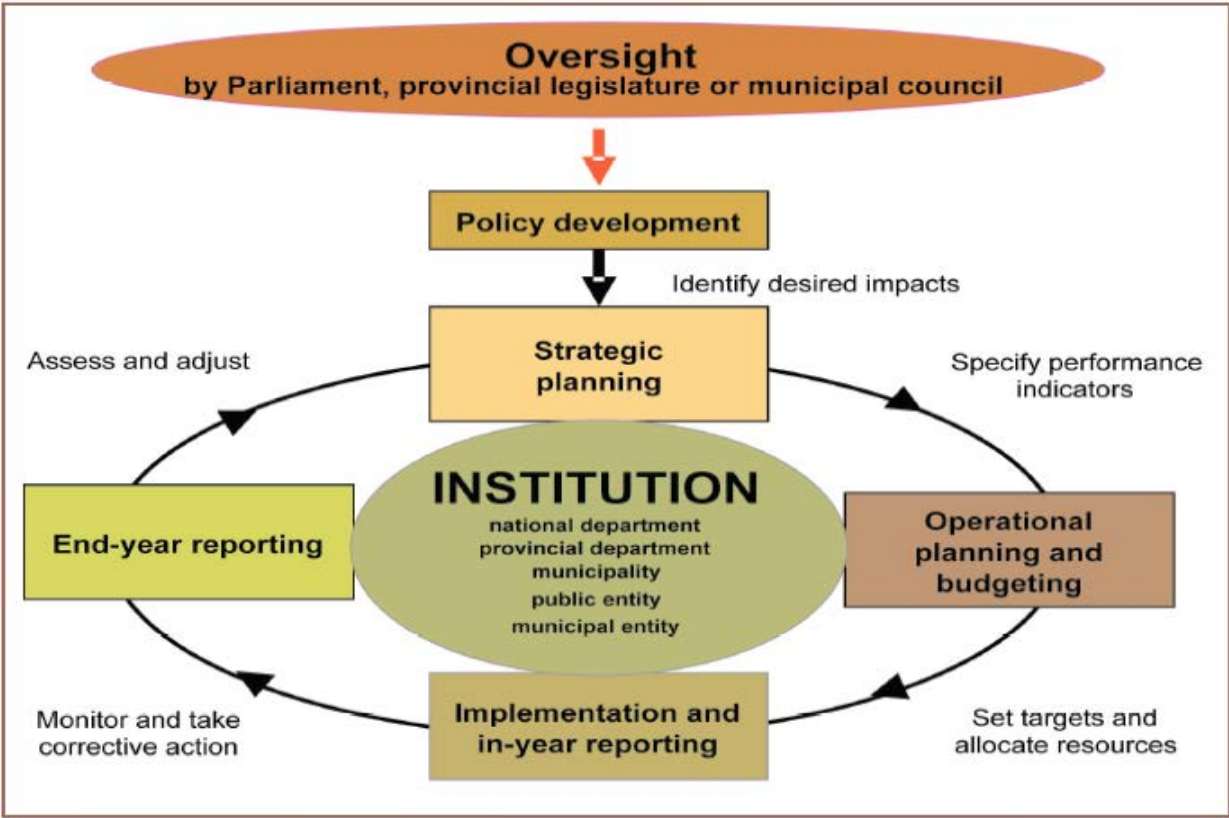 Oversight
by Parliament, provincial legislature or municipal council
Policy development
Identify desired impacts
Strategic
planning
Assess and adjust
Specify performance
indicators
INSTITUTION
national department
provincial department
municipality
public entity
municipal entity
End-year reporting
Operational
planning and
budgeting
Implementation and
in-year reporting
Monitor and take
corrective action
Set targets and
allocate resources